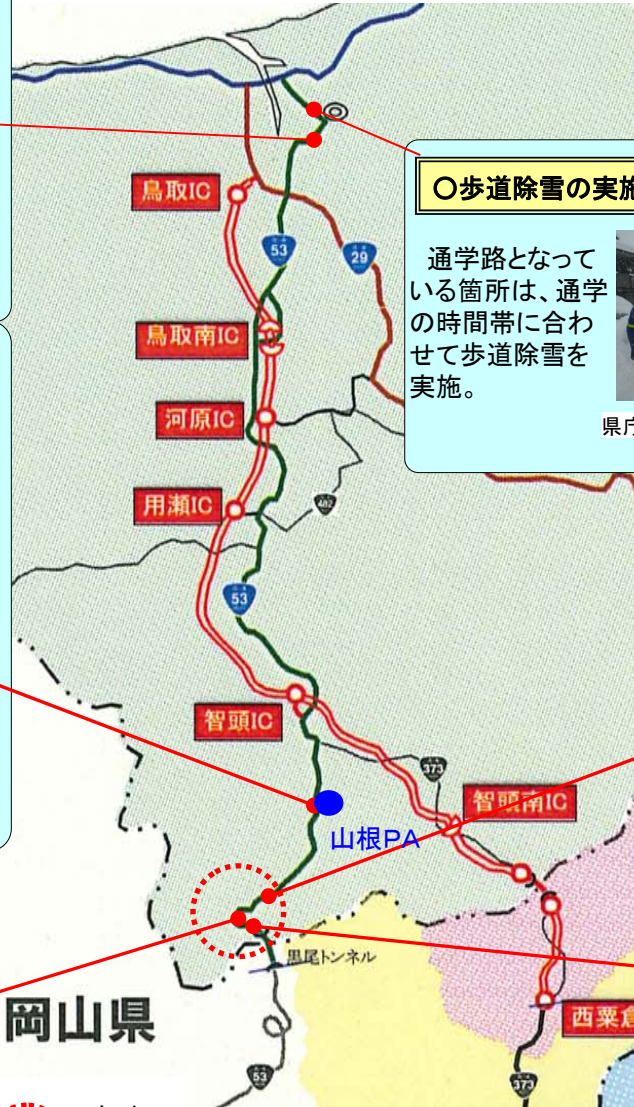 鳥取IC
53
29
〇歩道除雪の実施
通学路となって
いる箇所は、通学
の時間帯に合わ
せて歩道除雪を
実施。
県庁
鳥取南IC
河原IC
用瀬IC
482
53
智頭IC
373
智頭南IC
山根PA
黒尾トンネル
岡山県
西粟倉
53
373